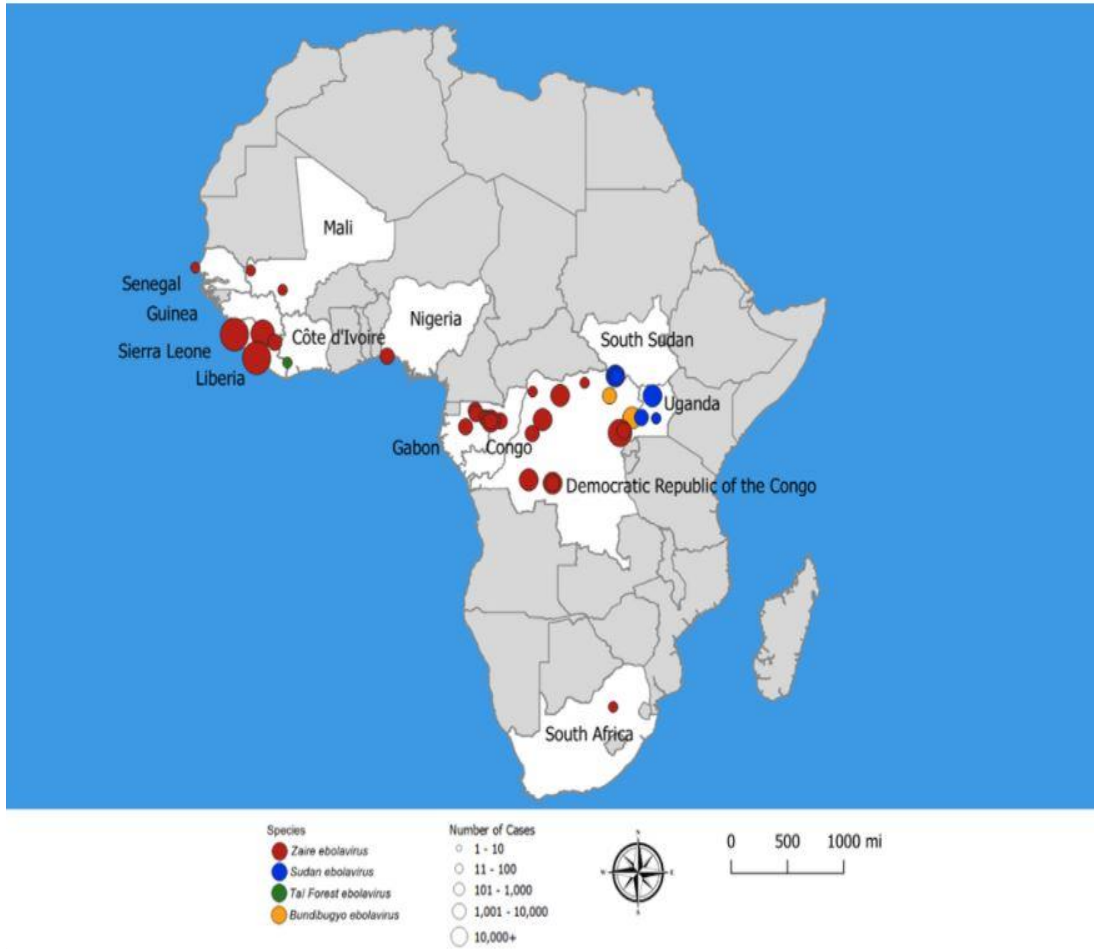 Mali
Senegal
Guinea
Nigeria
Côte d'Ivoire
South Sudan
Sierra Leone
Liberia
Uganda
Gabon
Congo
Democratic Republic of the Congo
South Africa
Species
Zaire ebolavirus
Sudan ebolavirus
Taï Forest ebolavirus
Bundibugyo ebolavirus
Number of Cases
1 - 10
11 - 100
101 - 1,000
1,001 - 10,000
10,000+
N
W
E
S
0 500 1000 mi